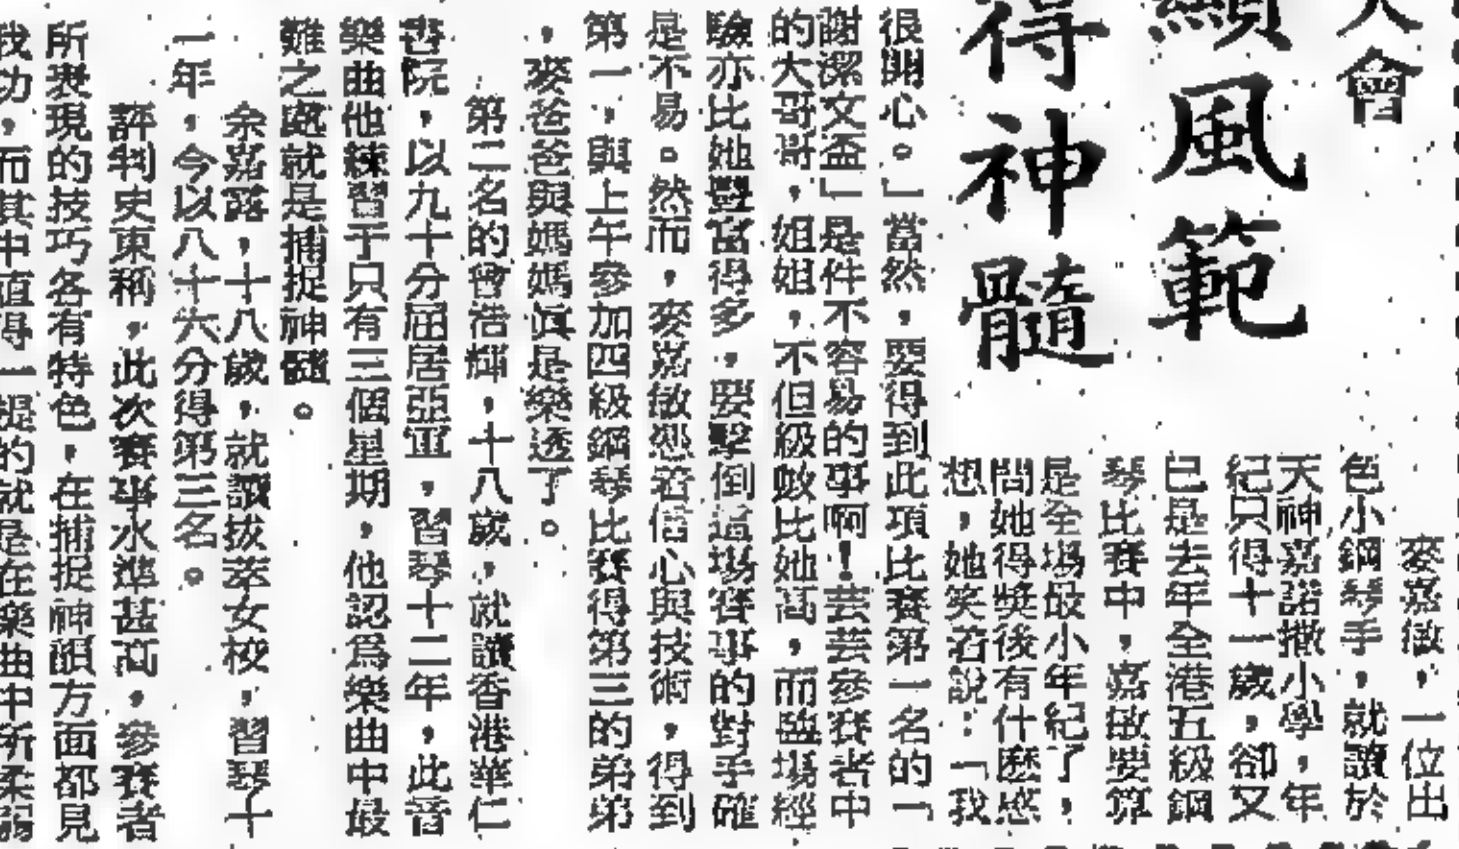 大會
顯風範
得神髓
麥嘉敏,一位出
色小鋼琴手,就讀於
天神嘉諾撒小學,年
紀只得十一歲,卻又
已是去年全港五級鋼
琴比賽中,嘉敏要算
是全場最小年紀了,
問她得獎後有什麽感
想,她笑着說:「我
很開心。」當然,要得到此項比賽第一名的「
謝潔文盃」是件不容易的事啊!芸芸參賽者中
的大哥哥,姐姐,不但級數比她高,而臨場經
驗亦比她豐富得多,要擊倒這場賽事的對手確
是不易。然而,麥嘉敏憑着信心與技術,得到
第一,與上午參加四級鋼琴比賽得第三的弟弟
,麥爸爸與媽媽眞是樂透了。
第二名的曾浩輝,十八歲,就讀香港華仁
書院,以九十分屈居亞軍,習琴十二年,此音
樂曲他練習于只有三個星期,他認爲樂曲中最
難之處就是捕捉神髓。
余嘉露,十八歲,就讀拔萃女校,習琴十
一年,今以八十六分得第三名。
評判史東稱,此次賽事水準甚高,參賽者
所表現的技巧各有特色,在捕捉神韻方面都見
我功,而其中值得一提的就是在樂曲中所柔弱